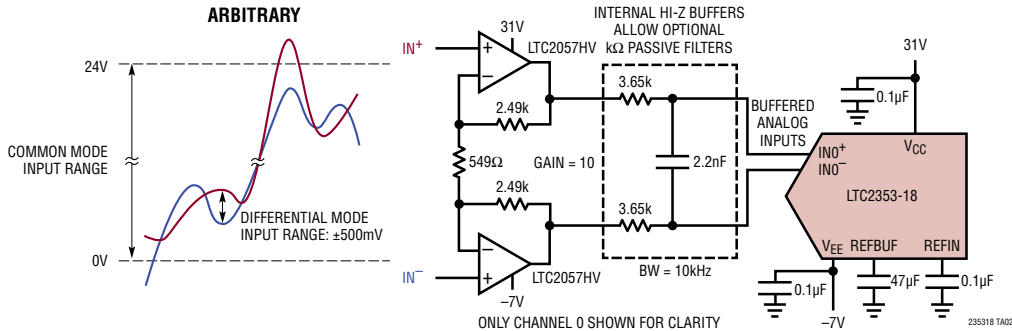 ARBITRARY
24V
COMMON MODE
INPUT RANGE
DIFFERENTIAL MODE
INPUT RANGE: ±500mV
0V
IN+
IN–
31V
LTC2057HV
+
–
2.49k
549Ω
GAIN = 10
2.49k
–
+
LTC2057HV
–7V
INTERNAL HI-Z BUFFERS
ALLOW OPTIONAL
kΩ PASSIVE FILTERS
3.65k
2.2nF
3.65k
BW = 10kHz
BUFFERED
ANALOG
INPUTS
31V
0.1µF
VCC
IN0+
IN0–
LTC2353-18
VEE REFBUF REFIN
0.1µF
47µF
0.1µF
–7V
ONLY CHANNEL 0 SHOWN FOR CLARITY
235318 TA02